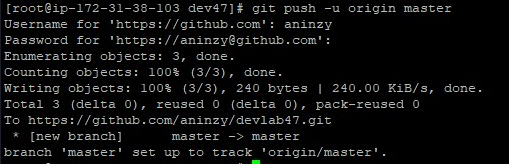 [root@ip-172-31-38-103 dev47]# git push -u origin master
Username for 'https://github.com': aninzy
Password for 'https://aninzy@github.com':
Enumerating objects: 3, done.
Counting objects: 100% (3/3), done.
Writing objects: 100% (3/3), 240 bytes | 240.00 KiB/s, done.
Total 3 (delta 0), reused 0 (delta 0), pack-reused 0
To https://github.com/aninzy/devlab47.git
 * [new branch]      master -> master
branch 'master' set up to track 'origin/master'.